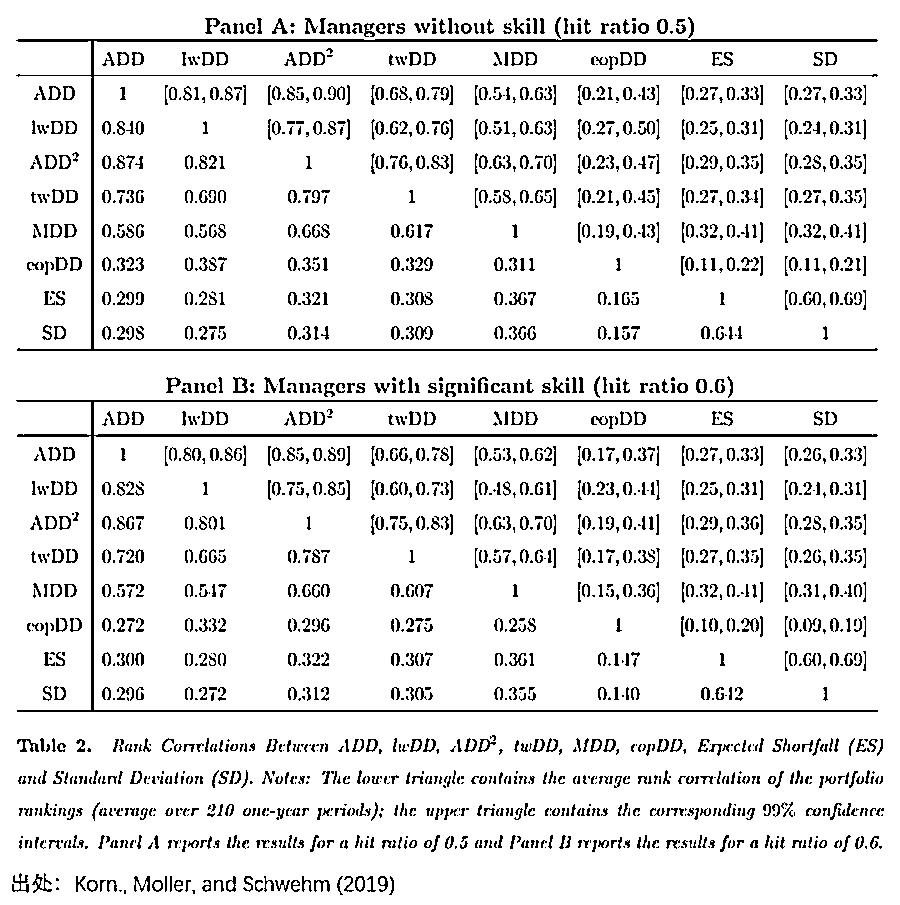 Panel A: Managers without skill (hit ratio 0.5)
ADD lwDD ADD² twDD MDD eopDD ES SD
ADD 1 [0.81, 0.87] [0.85, 0.90] [0.68, 0.79] [0.54, 0.63] [0.21, 0.43] [0.27, 0.33] [0.27, 0.33]
lwDD 0.840 1 [0.77, 0.87] [0.62, 0.76] [0.51, 0.63] [0.27, 0.50] [0.25, 0.31] [0.24, 0.31]
ADD² 0.874 0.821 1 [0.76, 0.83] [0.63, 0.70] [0.23, 0.47] [0.29, 0.35] [0.28, 0.35]
twDD 0.736 0.690 0.797 1 [0.58, 0.65] [0.21, 0.45] [0.27, 0.34] [0.27, 0.35]
MDD 0.586 0.568 0.668 0.617 1 [0.19, 0.43] [0.32, 0.41] [0.32, 0.41]
eopDD 0.323 0.387 0.351 0.329 0.311 1 [0.11, 0.22] [0.11, 0.21]
ES 0.299 0.281 0.321 0.308 0.367 0.165 1 [0.60, 0.69]
SD 0.298 0.275 0.314 0.309 0.366 0.157 0.644 1
Panel B: Managers with significant skill (hit ratio 0.6)
ADD lwDD ADD² twDD MDD eopDD ES SD
ADD 1 [0.80, 0.86] [0.85, 0.89] [0.66, 0.78] [0.53, 0.62] [0.17, 0.37] [0.27, 0.33] [0.26, 0.33]
lwDD 0.828 1 [0.75, 0.85] [0.60, 0.73] [0.48, 0.61] [0.23, 0.44] [0.25, 0.31] [0.24, 0.31]
ADD² 0.867 0.801 1 [0.75, 0.83] [0.63, 0.70] [0.19, 0.41] [0.29, 0.36] [0.28, 0.35]
twDD 0.720 0.665 0.787 1 [0.57, 0.64] [0.17, 0.38] [0.27, 0.35] [0.26, 0.35]
MDD 0.572 0.547 0.660 0.607 1 [0.15, 0.36] [0.32, 0.41] [0.31, 0.40]
eopDD 0.272 0.332 0.296 0.275 0.258 1 [0.10, 0.20] [0.09, 0.19]
ES 0.300 0.280 0.322 0.307 0.361 0.147 1 [0.60, 0.69]
SD 0.296 0.272 0.312 0.305 0.355 0.140 0.642 1
Table 2. Rank Correlations Between ADD, lwDD, ADD², twDD, MDD, eopDD, Expected Shortfall (ES)
and Standard Deviation (SD). Notes: The lower triangle contains the average rank correlation of the portfolio
rankings (average over 210 one-year periods); the upper triangle contains the corresponding 99% confidence
intervals. Panel A reports the results for a hit ratio of 0.5 and Panel B reports the results for a hit ratio of 0.6.
出处：Korn., Moller, and Schwehm (2019)